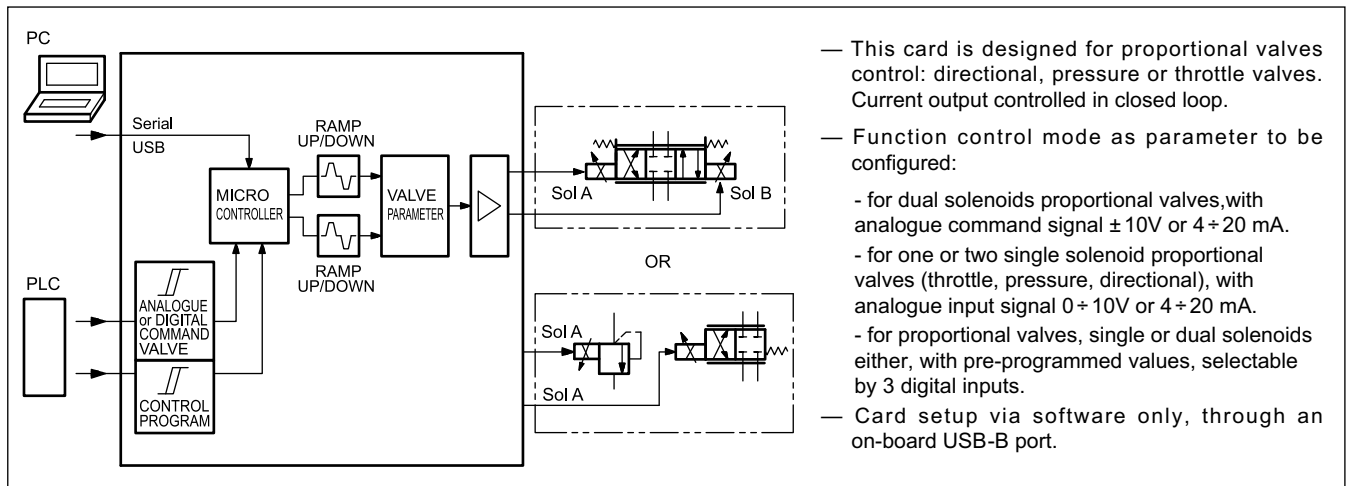 PC
Serial
USB
RAMP
UP/DOWN
MICRO
CONTROLLER
VALVE
PARAMETER
RAMP
UP/DOWN
Sol A
Sol B
OR
PLC
ANALOGUE
or DIGITAL
COMMAND
VALVE
CONTROL
PROGRAM
Sol A
Sol A
— This card is designed for proportional valves
control: directional, pressure or throttle valves.
Current output controlled in closed loop.
— Function control mode as parameter to be
configured:
- for dual solenoids proportional valves,with
analogue command signal ± 10V or 4 ÷ 20 mA.
- for one or two single solenoid proportional
valves (throttle, pressure, directional), with
analogue input signal 0 ÷ 10V or 4 ÷ 20 mA.
- for proportional valves, single or dual solenoids
either, with pre-programmed values, selectable
by 3 digital inputs.
— Card setup via software only, through an
on-board USB-B port.